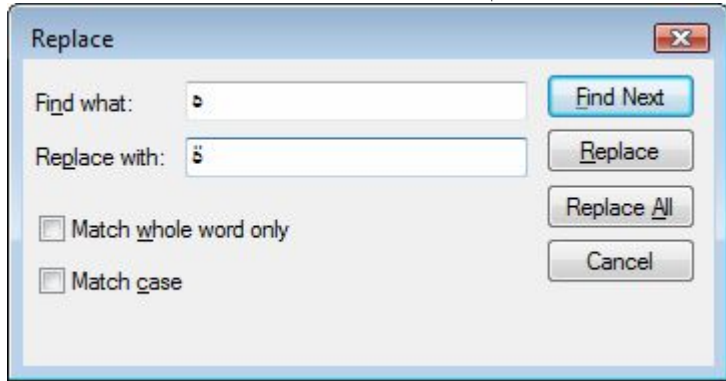 Replace
Find what: ه
Find Next
Replace with: ة
Replace
Match whole word only
Replace All
Match case
Cancel